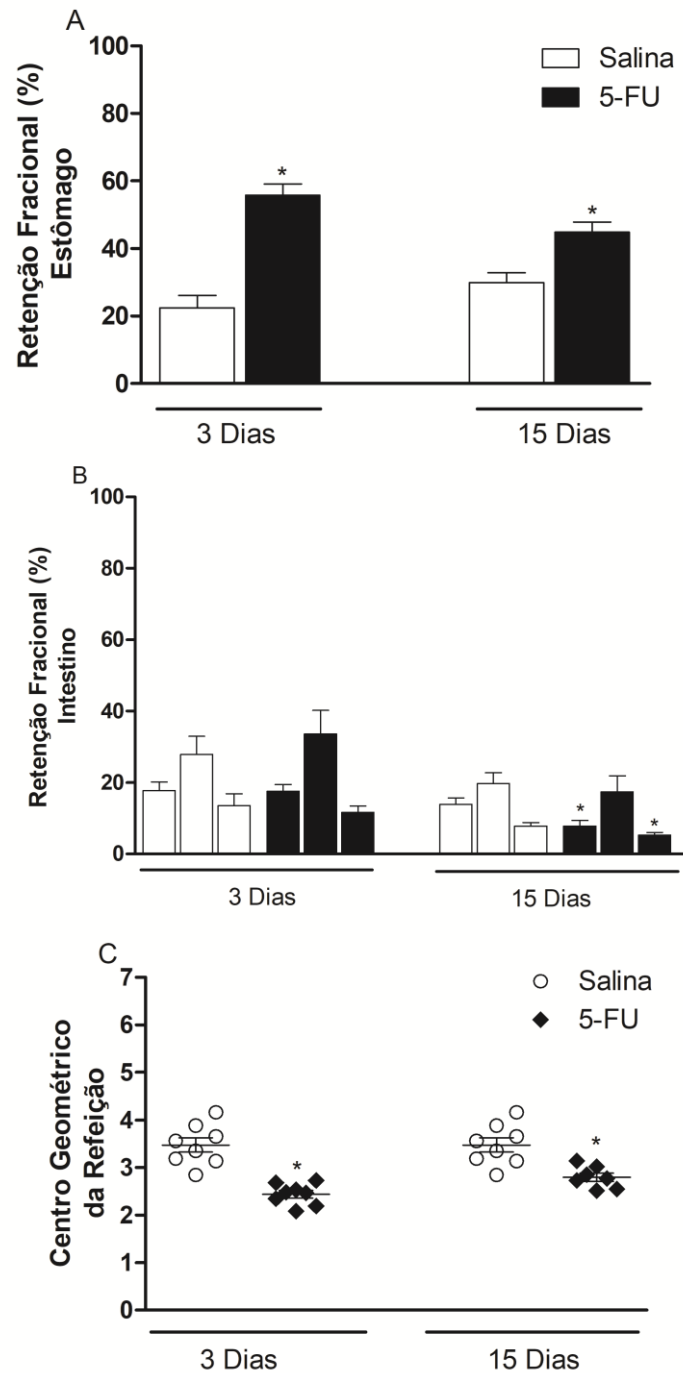 A
Retenção Fracional (%)
Estômago
100
80
60
40
20
0
Salina
5-FU
*
*
3 Dias
15 Dias
B
Retenção Fracional (%)
Intestino
100
80
60
40
20
0
*
*
3 Dias
15 Dias
C
Centro Geométrico
da Refeição
7
6
5
4
3
2
1
0
Salina
5-FU
*
*
3 Dias
15 Dias